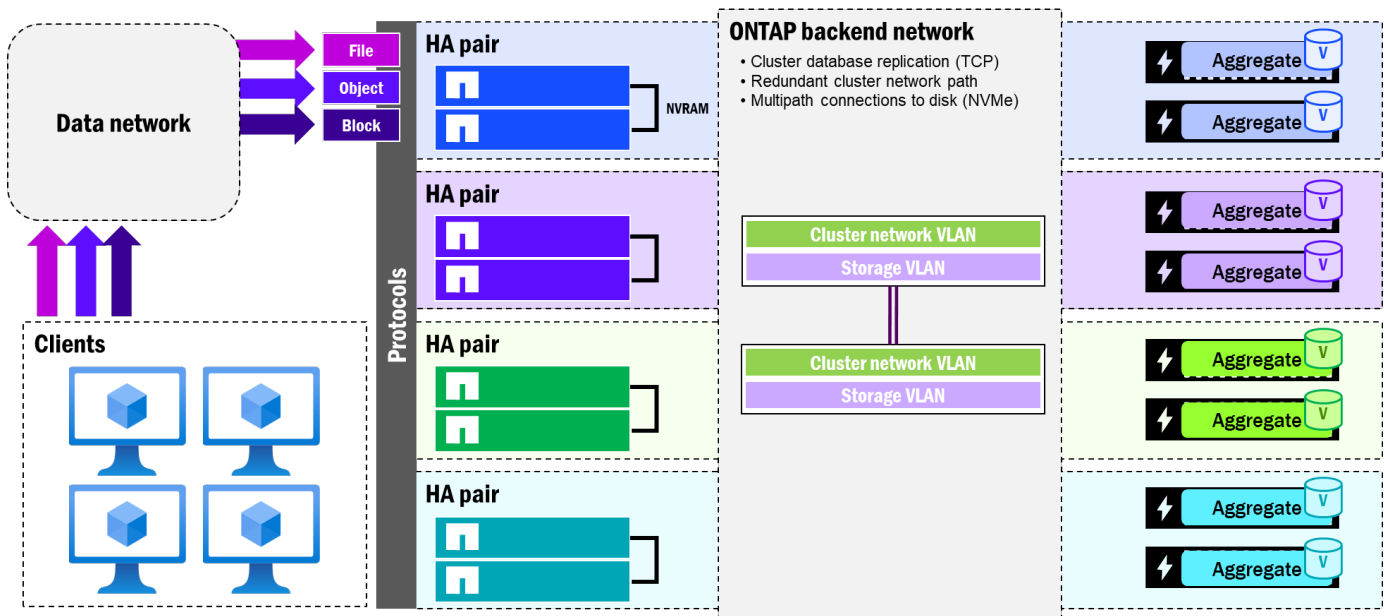 Data network
File
Object
Block
Clients
Protocols
HA pair
NVRAM
HA pair
HA pair
HA pair
ONTAP backend network
• Cluster database replication (TCP)
• Redundant cluster network path
• Multipath connections to disk (NVMe)
Cluster network VLAN
Storage VLAN
Cluster network VLAN
Storage VLAN
Aggregate V
Aggregate V
Aggregate V
Aggregate V
Aggregate V
Aggregate V
Aggregate V
Aggregate V